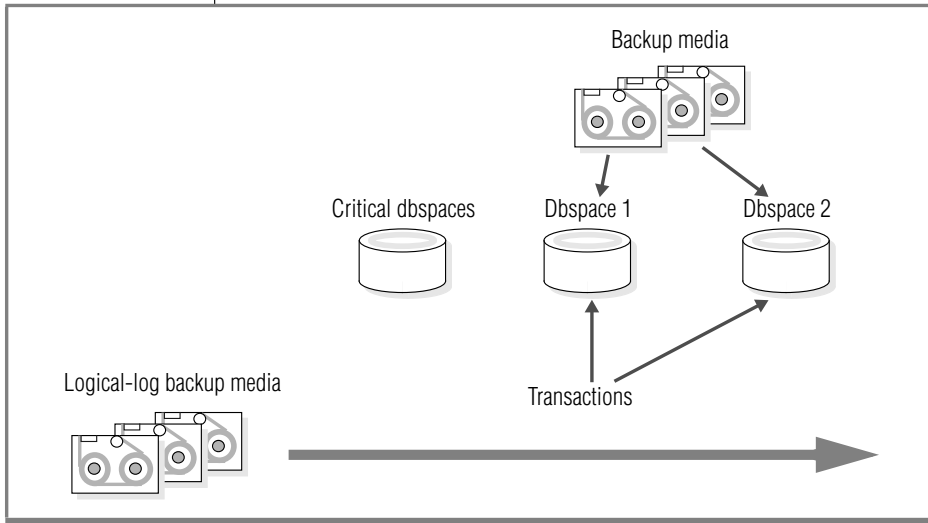 Backup media
Critical dbspaces
Dbspace 1
Dbspace 2
Logical-log backup media
Transactions